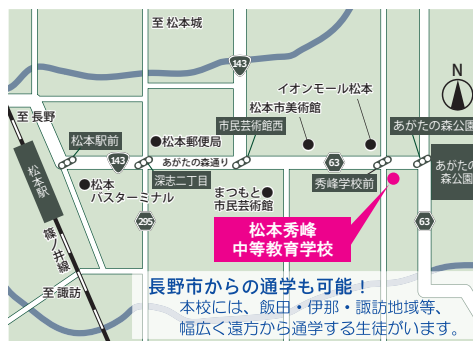 至 松本城
143
N
イオンモール松本
松本市美術館
至 長野
市民芸術館西
あがたの森公園
松本駅前
松本郵便局
143
あがたの森通り
63
あがたの
森公園
松本駅
松本
バスターミナル
深志二丁目
まつもと
市民芸術館
秀峰学校前
295
63
松本秀峰
中等教育学校
篠ノ井線
至 諏訪
長野市からの通学も可能！
本校には、飯田・伊那・諏訪地域等、
幅広く遠方から通学する生徒がいます。